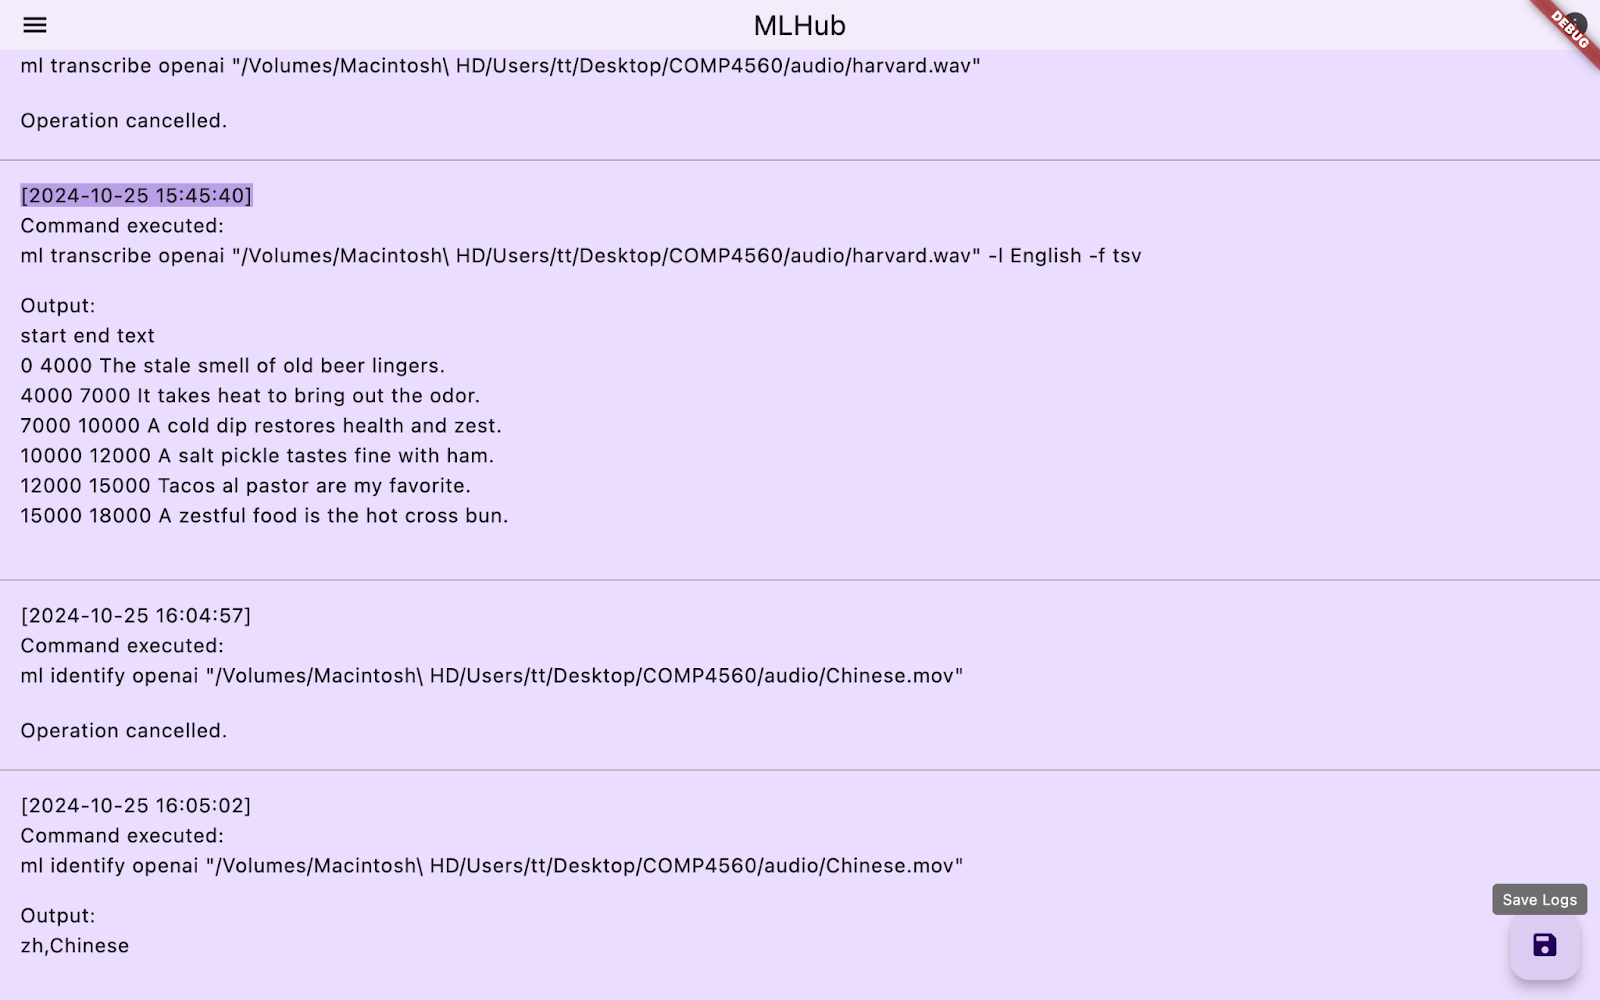 MLHub
DEBUG
ml transcribe openai "/Volumes/Macintosh\ HD/Users/tt/Desktop/COMP4560/audio/harvard.wav"
Operation cancelled.
[2024-10-25 15:45:40]
Command executed:
ml transcribe openai "/Volumes/Macintosh\ HD/Users/tt/Desktop/COMP4560/audio/harvard.wav" -l English -f tsv
Output:
start end text
0 4000 The stale smell of old beer lingers.
4000 7000 It takes heat to bring out the odor.
7000 10000 A cold dip restores health and zest.
10000 12000 A salt pickle tastes fine with ham.
12000 15000 Tacos al pastor are my favorite.
15000 18000 A zestful food is the hot cross bun.
[2024-10-25 16:04:57]
Command executed:
ml identify openai "/Volumes/Macintosh\ HD/Users/tt/Desktop/COMP4560/audio/Chinese.mov"
Operation cancelled.
[2024-10-25 16:05:02]
Command executed:
ml identify openai "/Volumes/Macintosh\ HD/Users/tt/Desktop/COMP4560/audio/Chinese.mov"
Output:
zh,Chinese
Save Logs